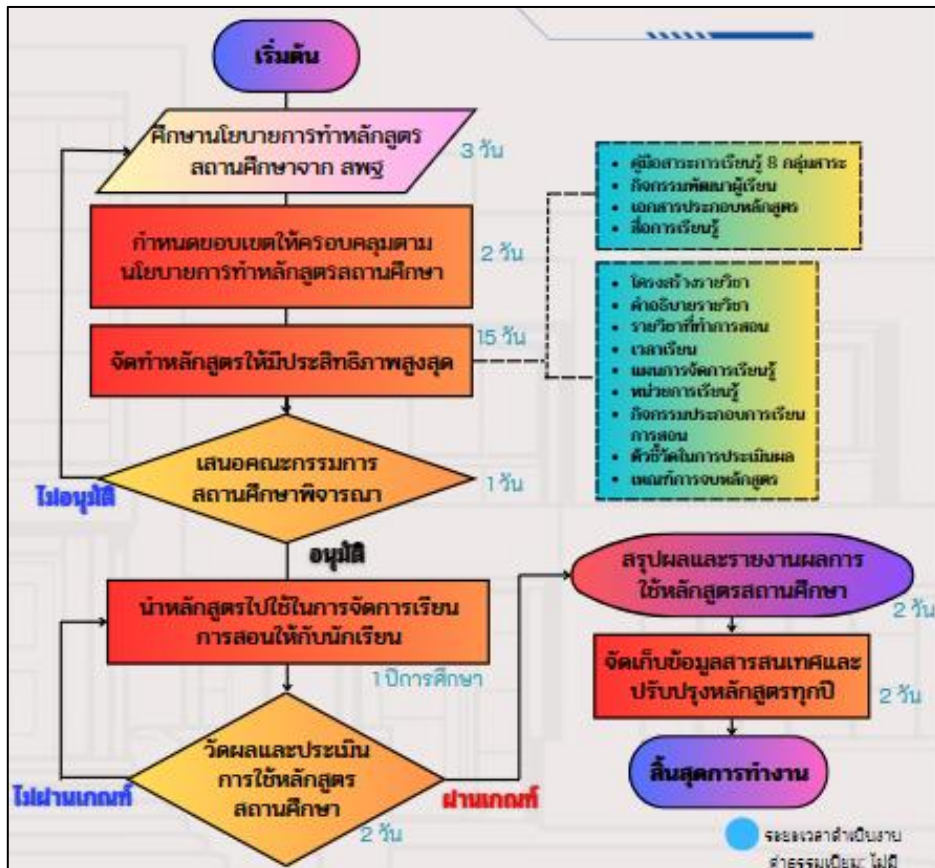 เริ่มต้น
ศึกษานโยบายการทำหลักสูตร
สถานศึกษาจาก สพฐ
3 วัน
กำหนดขอบเขตให้ครอบคลุมตาม
นโยบายการทำหลักสูตรสถานศึกษา
2 วัน
จัดทำหลักสูตรให้มีประสิทธิภาพสูงสุด
15 วัน
• คู่มือสาระการเรียนรู้ 8 กลุ่มสาระ
• กิจกรรมพัฒนาผู้เรียน
• เอกสารประกอบหลักสูตร
• สื่อการเรียนรู้
• โครงสร้างรายวิชา
• คำอธิบายรายวิชา
• รายวิชาที่ทำการสอน
• เวลาเรียน
• แผนการจัดการเรียนรู้
• หน่วยการเรียนรู้
• กิจกรรมประกอบการเรียน
การสอน
• ตัวชี้วัดในการประเมินผล
• เกณฑ์การจบหลักสูตร
เสนอคณะกรรมการ
สถานศึกษาพิจารณา
1 วัน
ไม่อนุมัติ
อนุมัติ
นำหลักสูตรไปใช้ในการจัดการเรียน
การสอนให้กับนักเรียน
1 ปีการศึกษา
วัดผลและประเมิน
การใช้หลักสูตร
สถานศึกษา
2 วัน
ไม่ผ่านเกณฑ์
ผ่านเกณฑ์
สรุปผลและรายงานผลการ
ใช้หลักสูตรสถานศึกษา
2 วัน
จัดเก็บข้อมูลสารสนเทศและ
ปรับปรุงหลักสูตรทุกปี
2 วัน
สิ้นสุดการทำงาน
ระยะเวลาดำเนินงาน
ค่าธรรมเนียม: ไม่มี